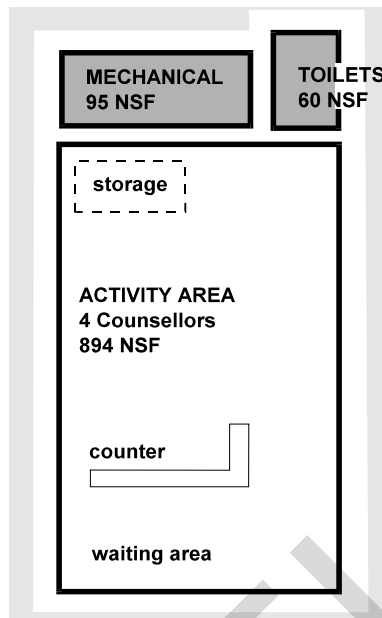 MECHANICAL
95 NSF
TOILETS
60 NSF
storage
ACTIVITY AREA
4 Counsellors
894 NSF
counter
waiting area